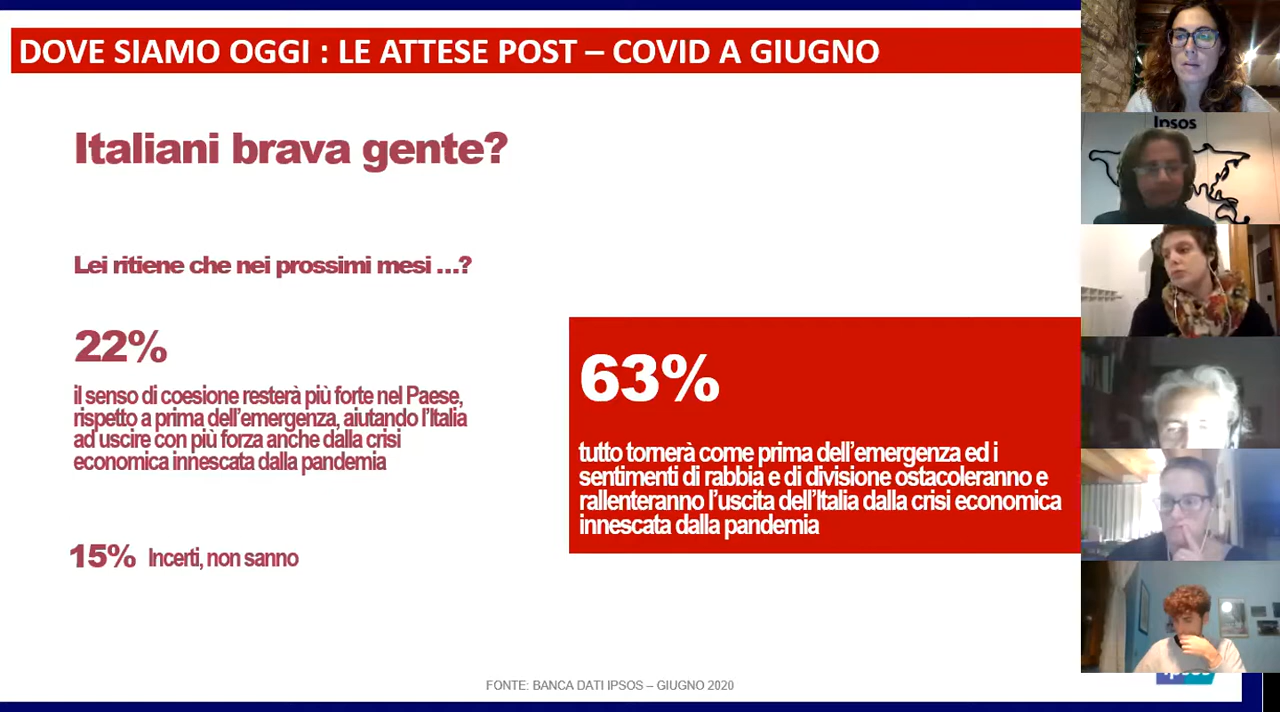 DOVE SIAMO OGGI : LE ATTESE POST – COVID A GIUGNO
Italiani brava gente?
Lei ritiene che nei prossimi mesi …?
22%
il senso di coesione resterà più forte nel Paese,
rispetto a prima dell’emergenza, aiutando l’Italia
ad uscire con più forza anche dalla crisi
economica innescata dalla pandemia
15% Incerti, non sanno
63%
tutto tornerà come prima dell’emergenza ed i
sentimenti di rabbia e di divisione ostacoleranno e
rallenteranno l’uscita dell’Italia dalla crisi economica
innescata dalla pandemia
FONTE: BANCA DATI IPSOS – GIUGNO 2020
Ipsos